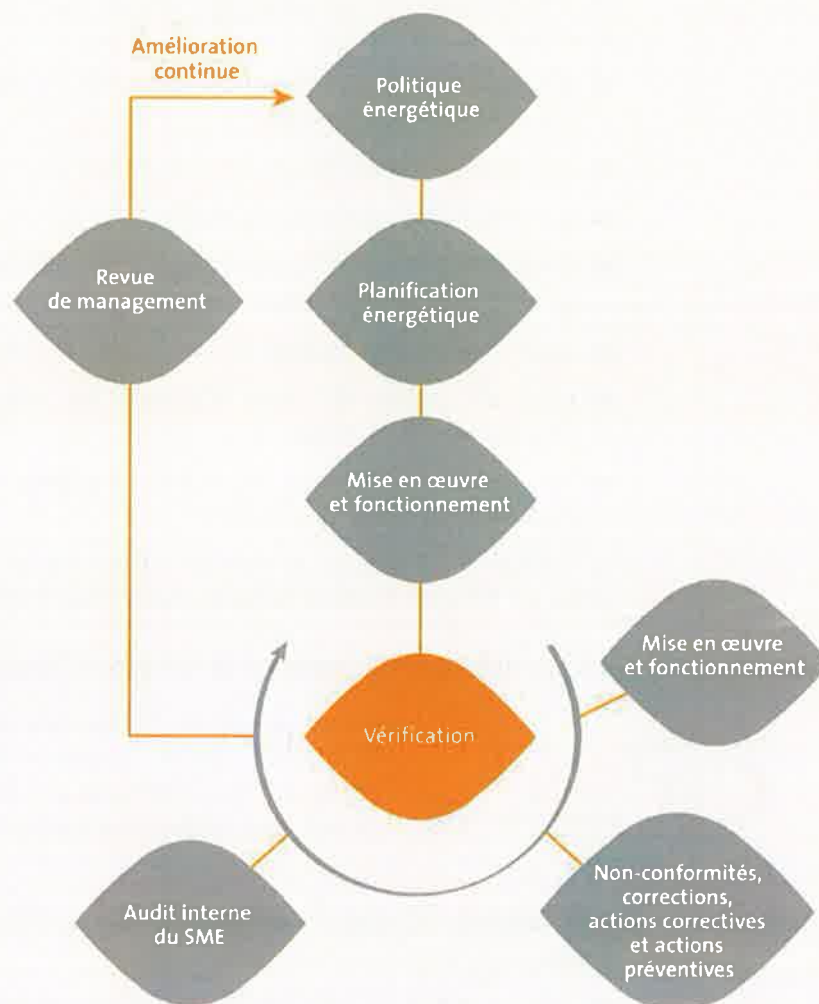 Amélioration
continue
Politique
énergétique
Revue
de management
Planification
énergétique
Mise en œuvre
et fonctionnement
Mise en œuvre
et fonctionnement
Vérification
Non-conformités,
corrections,
actions correctives
et actions
préventives
Audit interne
du SME